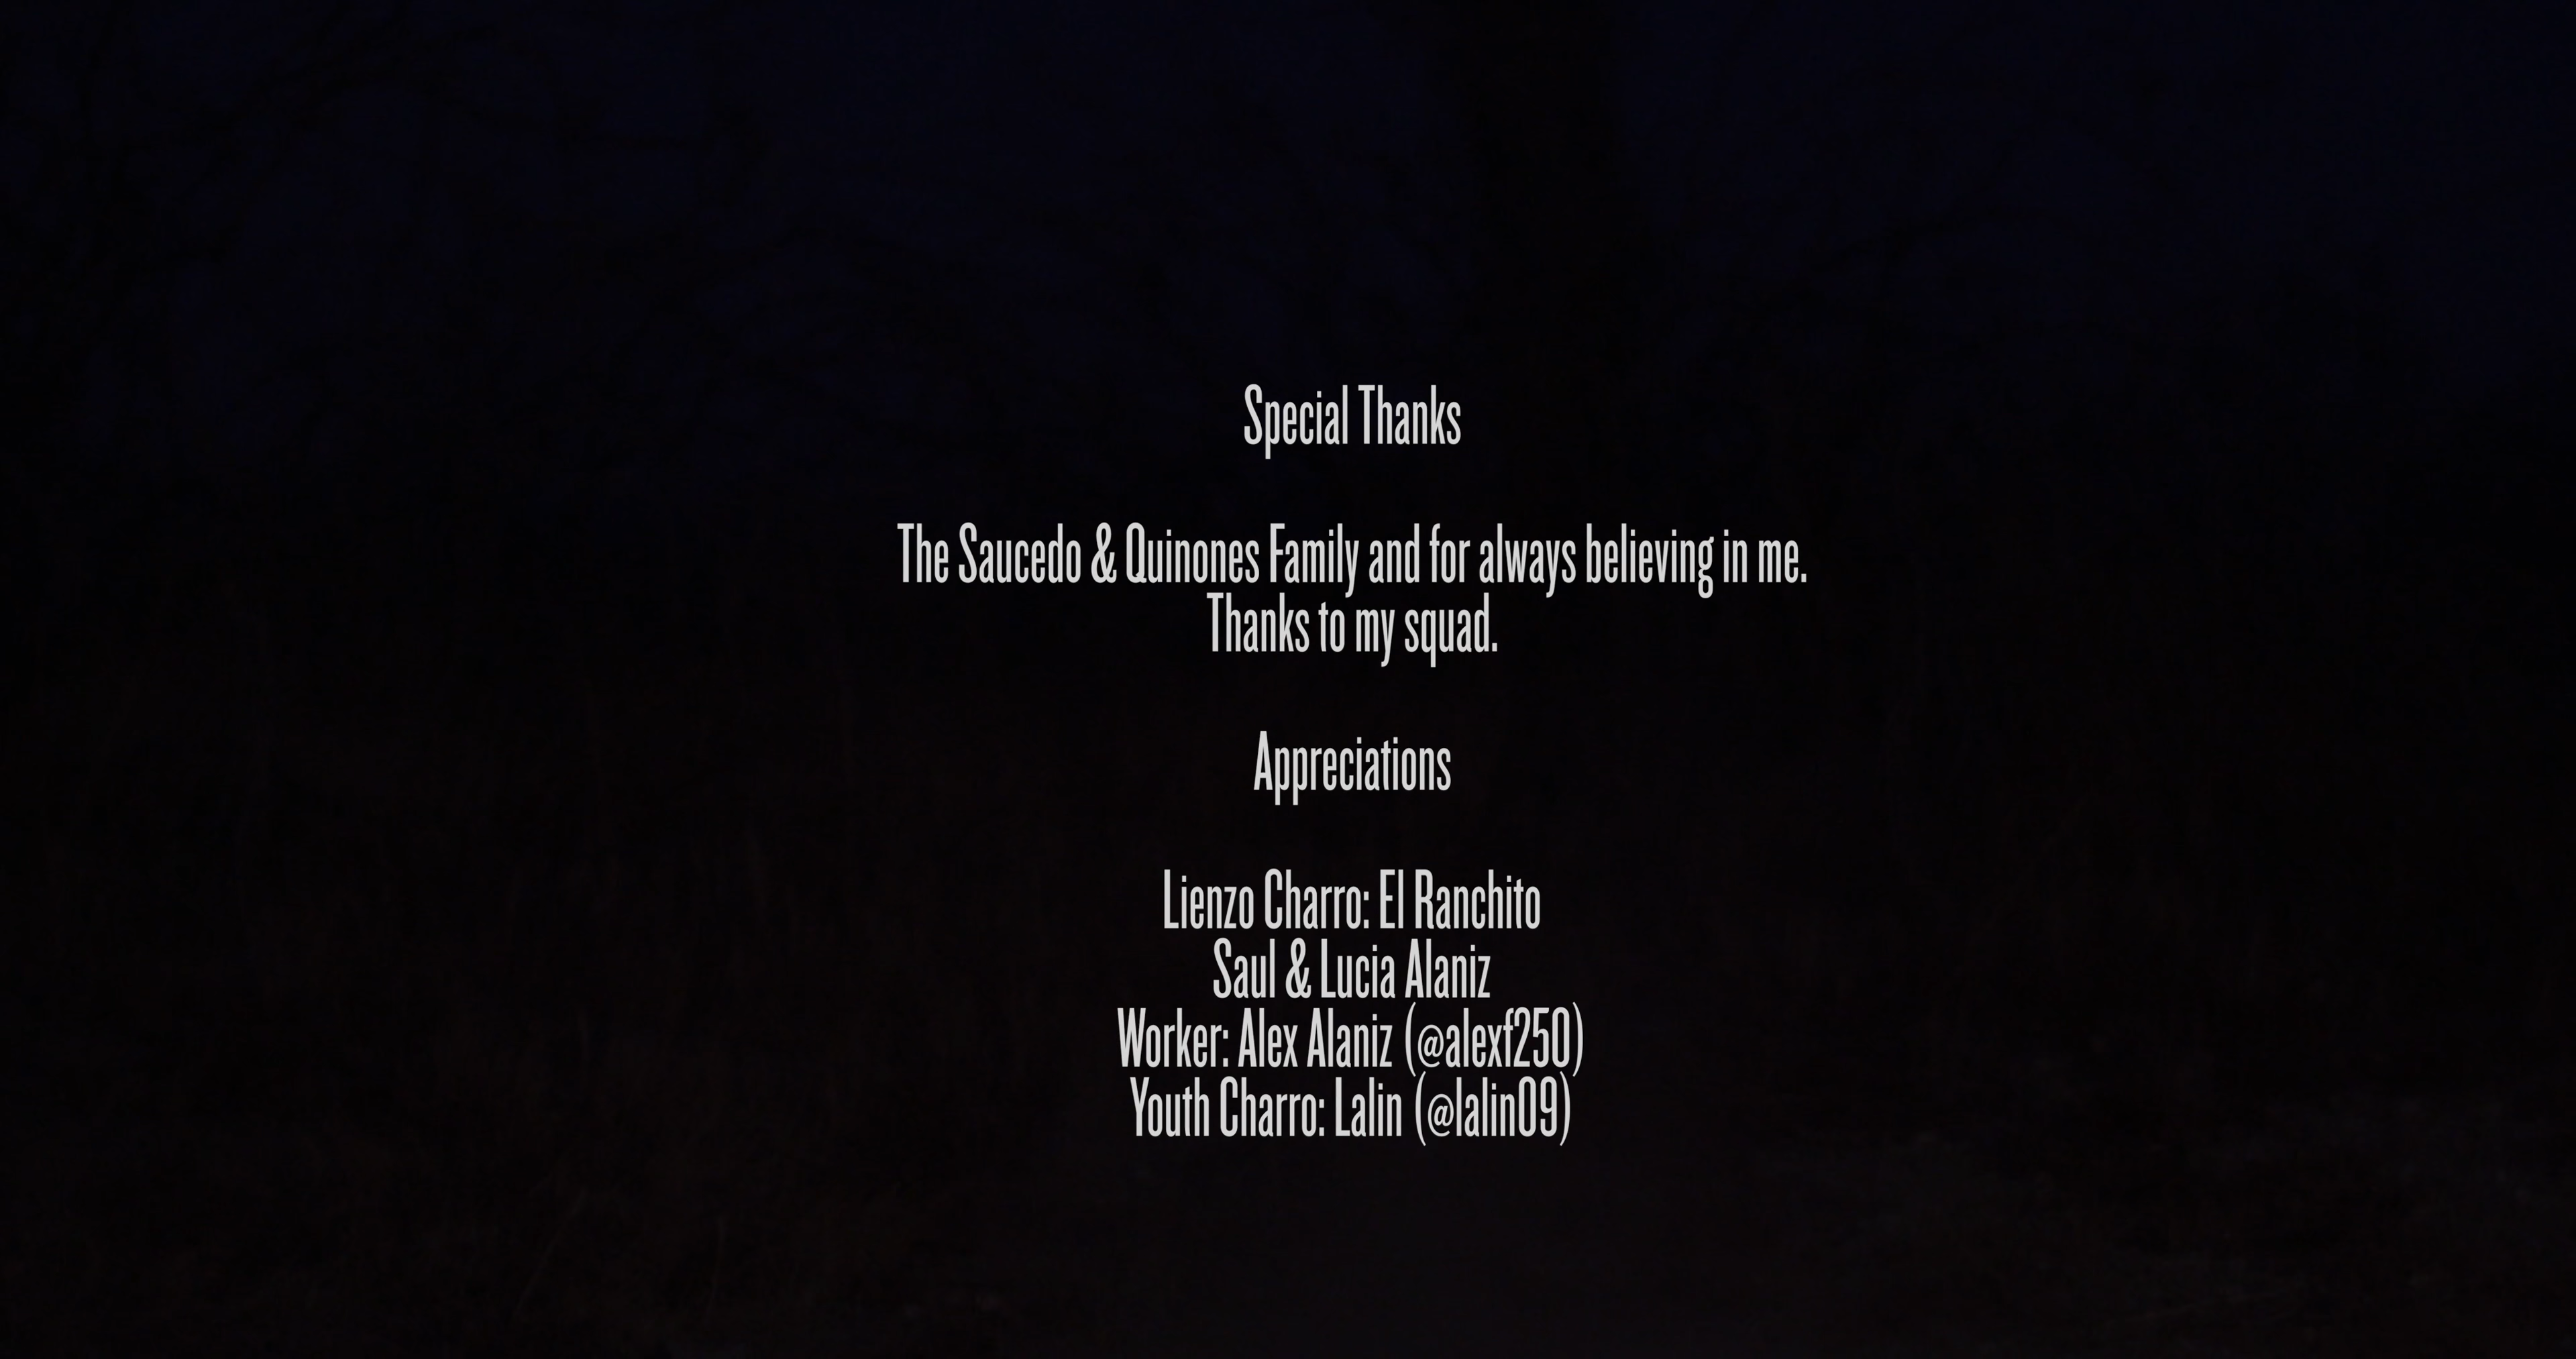 Special Thanks
The Saucedo & Quinones Family and for always believing in me.
Thanks to my squad.
Appreciations
Lienzo Charro: El Ranchito
Saul & Lucia Alaniz
Worker: Alex Alaniz (@alexf250)
Youth Charro: Lalin (@lalin09)